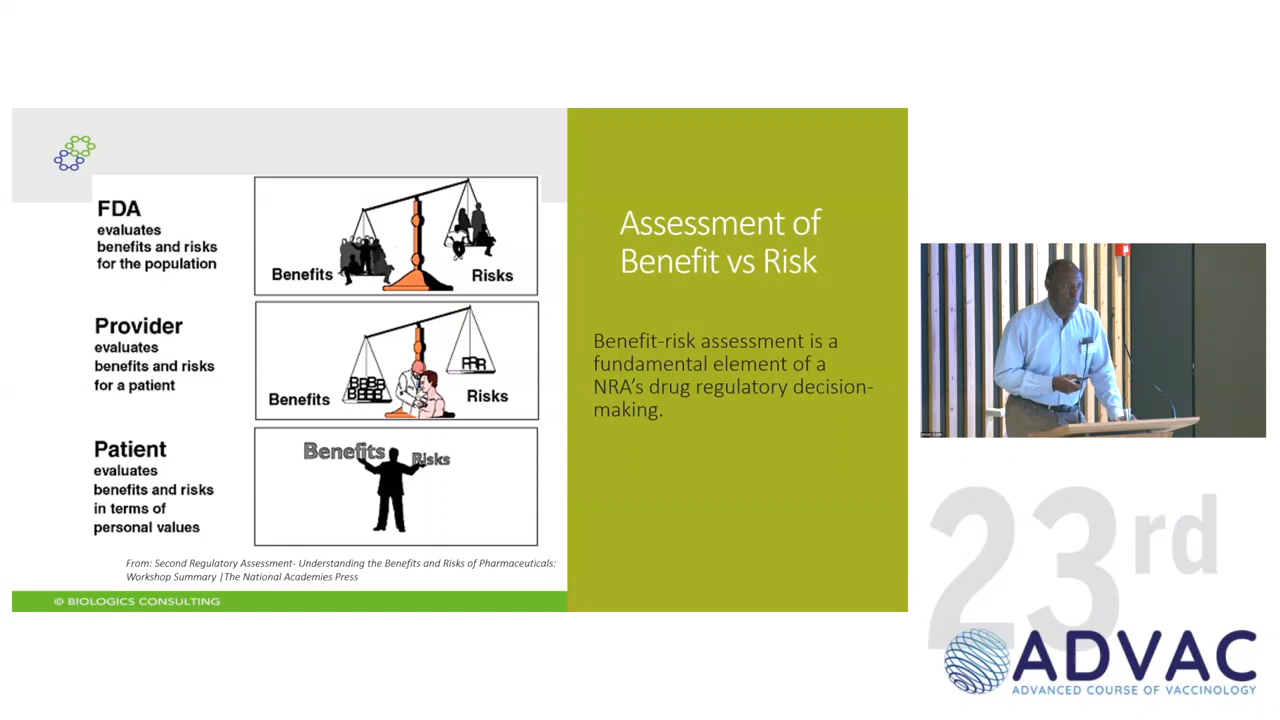 FDA
evaluates
benefits and risks
for the population
Benefits
Risks
Provider
evaluates
benefits and risks
for a patient
BBBB
BBBB
RRR
Benefits
Risks
Patient
evaluates
benefits and risks
in terms of
personal values
Benefits
Risks
From: Second Regulatory Assessment- Understanding the Benefits and Risks of Pharmaceuticals:
Workshop Summary |The National Academies Press
© BIOLOGICS CONSULTING
Assessment of
Benefit vs Risk
Benefit-risk assessment is a
fundamental element of a
NRA’s drug regulatory decision-
making.
23rd
ADVAC
ADVANCED COURSE OF VACCINOLOGY